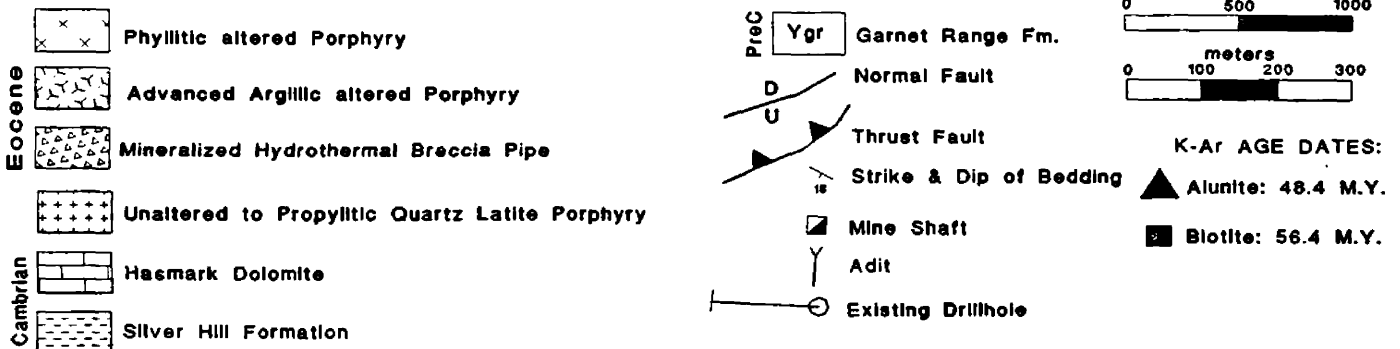 Eocene
Phyllitic altered Porphyry
Advanced Argillic altered Porphyry
Mineralized Hydrothermal Breccia Pipe
Unaltered to Propylitic Quartz Latite Porphyry
Cambrian
Hasmark Dolomite
Silver Hill Formation
PreC
Ygr
Garnet Range Fm.
D
U
Normal Fault
Thrust Fault
18
Strike & Dip of Bedding
Mine Shaft
Adit
Existing Drillhole
0 500 1000
meters
0 100 200 300
K-Ar AGE DATES:
Alunite: 48.4 M.Y.
Biotite: 56.4 M.Y.